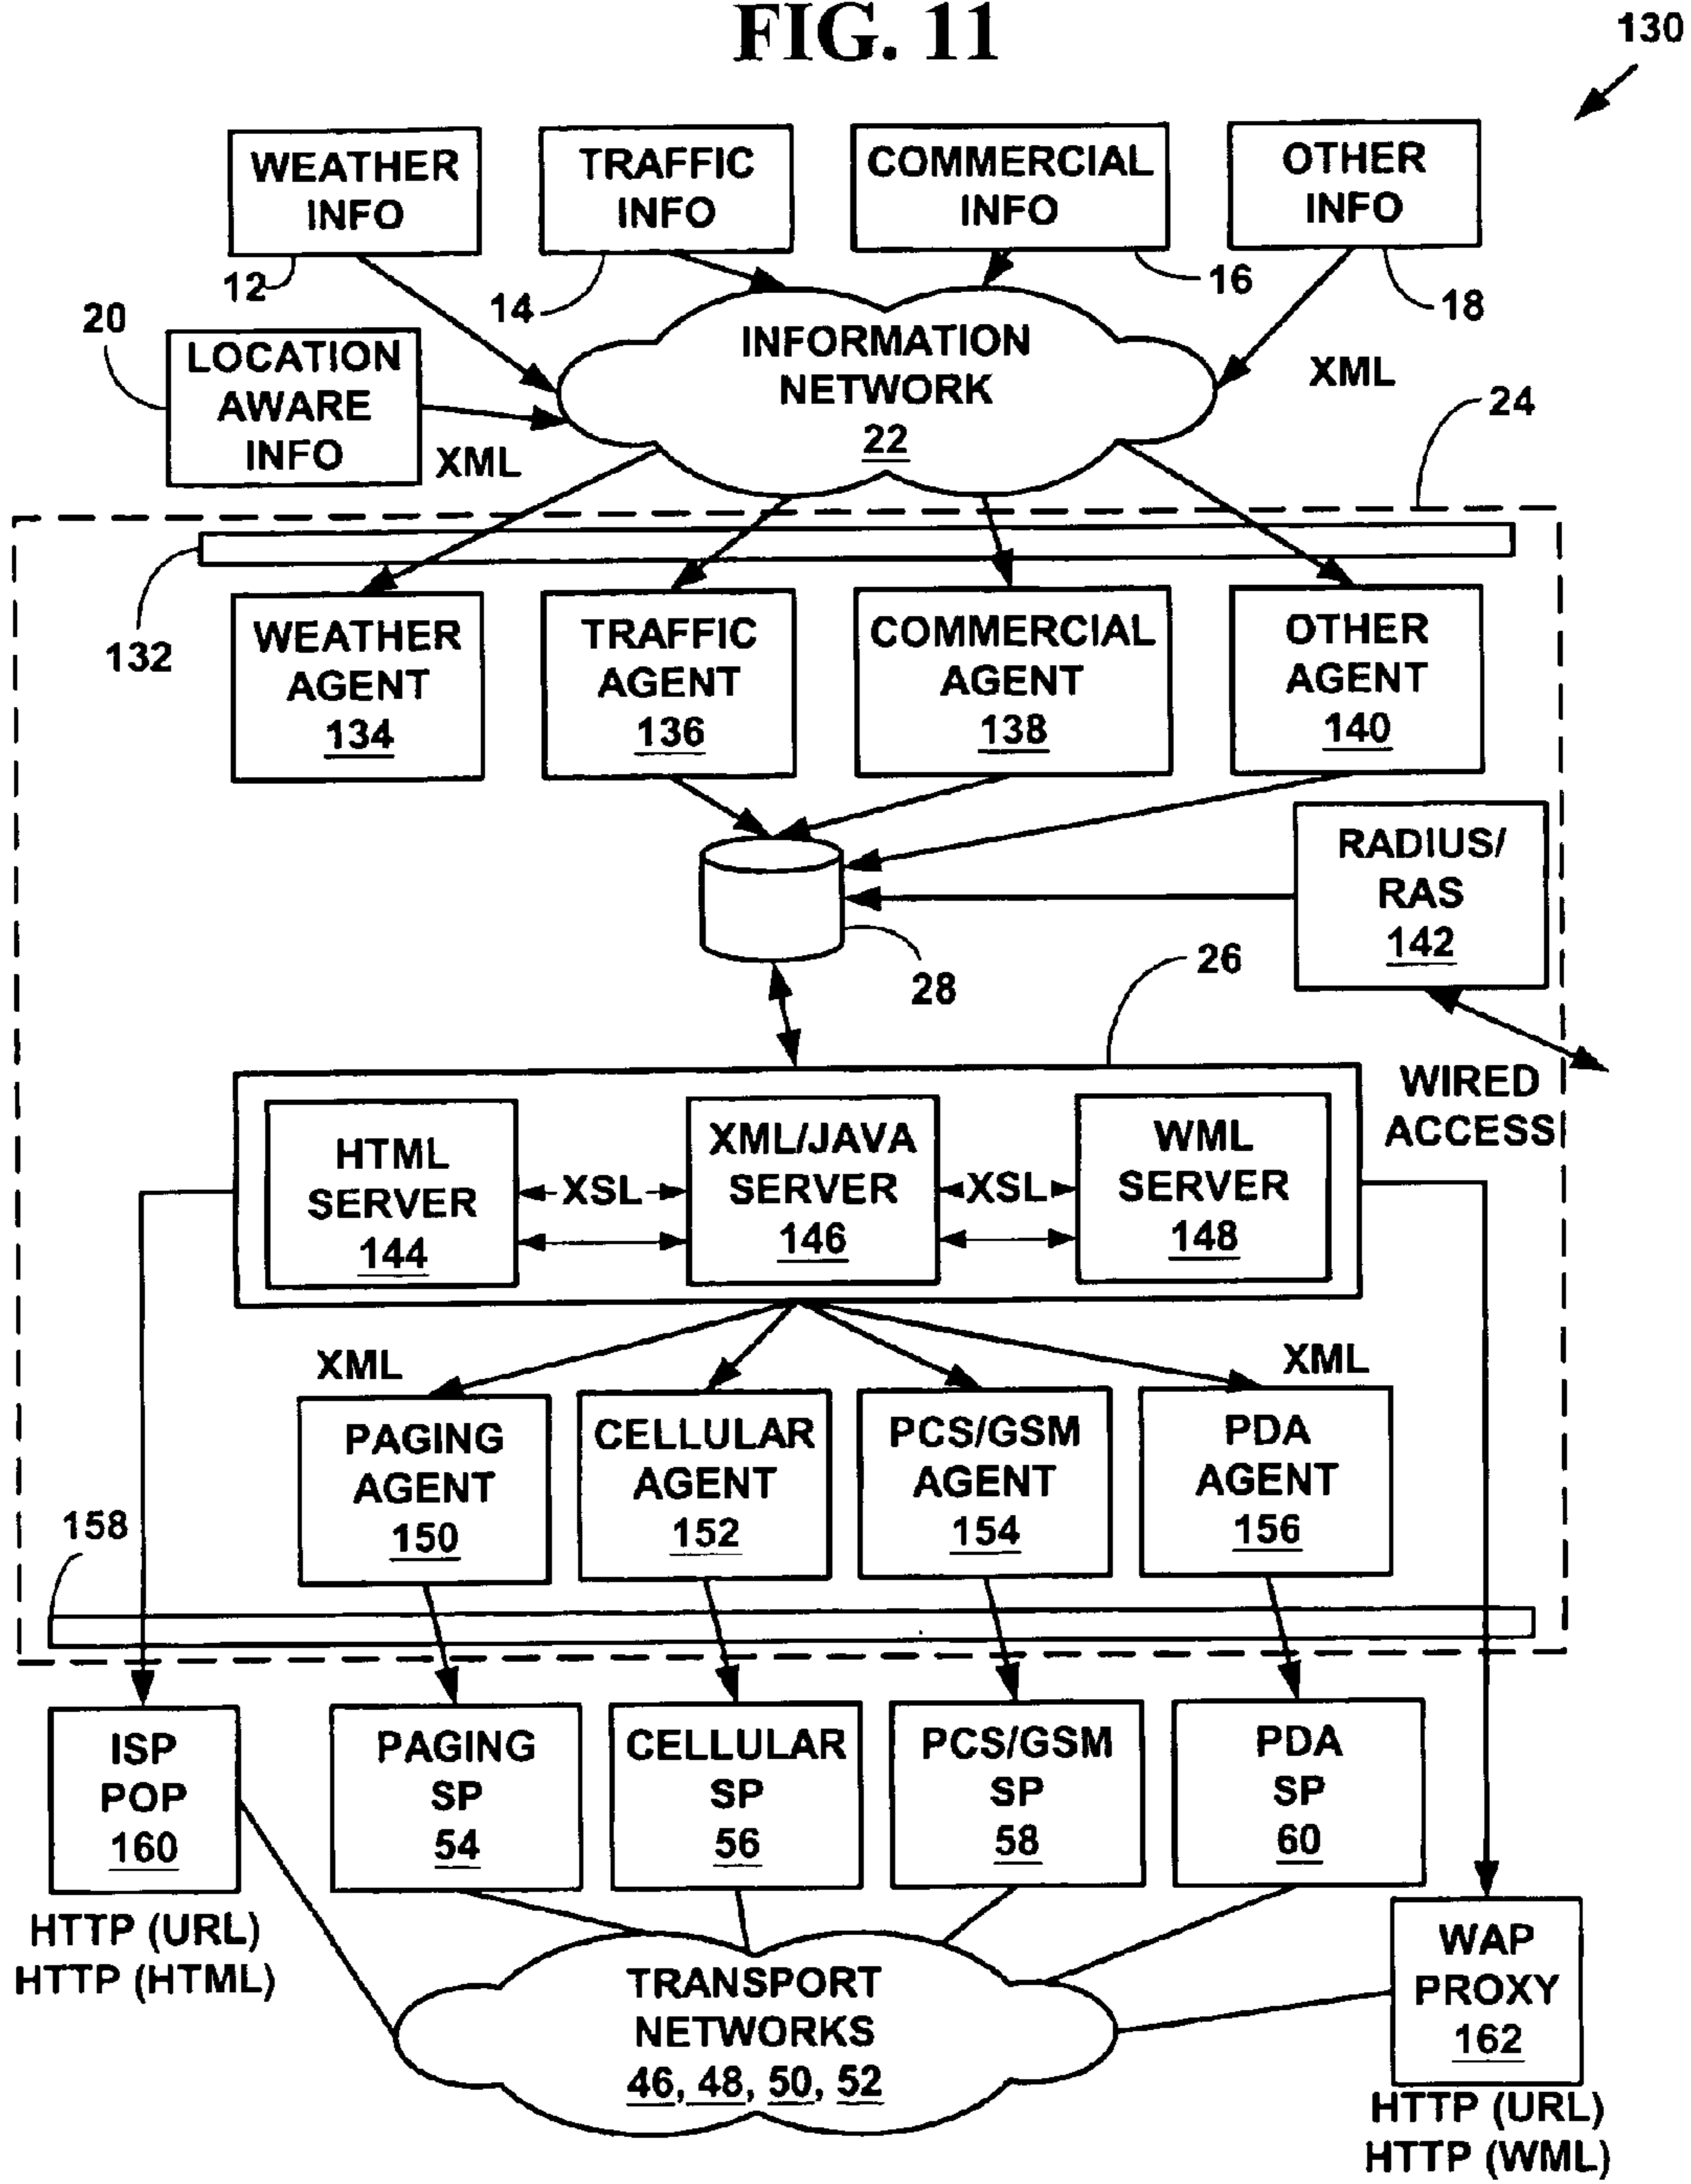 FIG. 11
130
WEATHER
INFO
TRAFFIC
INFO
COMMERCIAL
INFO
OTHER
INFO
12
14
16
18
20
LOCATION
AWARE
INFO
XML
INFORMATION
NETWORK
22
XML
24
132
WEATHER
AGENT
134
TRAFFIC
AGENT
136
COMMERCIAL
AGENT
138
OTHER
AGENT
140
RADIUS/
RAS
142
28
26
WIRED
ACCESS
HTML
SERVER
144
XSL
XML/JAVA
SERVER
146
XSL
WML
SERVER
148
XML
XML
PAGING
AGENT
150
CELLULAR
AGENT
152
PCS/GSM
AGENT
154
PDA
AGENT
156
158
ISP
POP
160
PAGING
SP
54
CELLULAR
SP
56
PCS/GSM
SP
58
PDA
SP
60
HTTP (URL)
HTTP (HTML)
TRANSPORT
NETWORKS
46, 48, 50, 52
WAP
PROXY
162
HTTP (URL)
HTTP (WML)